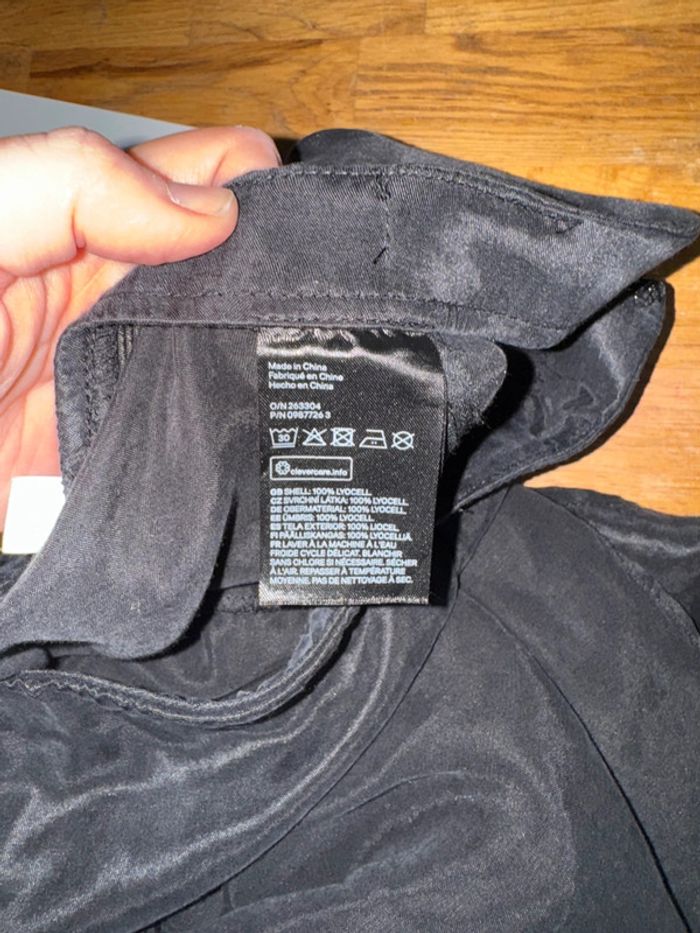 Made in China
Fabriqué en Chine
Hecho en China
O/N 263304
P/N 0987726 3
30
clevercare.info
GB SHELL: 100% LYOCELL.
CZ SVRCHNÍ LÁTKA: 100% LYOCELL.
DE OBERMATERIAL: 100% LYOCELL.
EE ÜMBRIS: 100% LYOCELL.
ES TELA EXTERIOR: 100% LIOCEL.
FI PÄÄLLISKANGAS: 100% LYOCELLIÄ.
FR LAVER À LA MACHINE À L'EAU
FROIDE CYCLE DÉLICAT. BLANCHIR
SANS CHLORE SI NÉCESSAIRE. SÉCHER
À L'AIR. REPASSER À TEMPÉRATURE
MOYENNE. PAS DE NETTOYAGE À SEC.